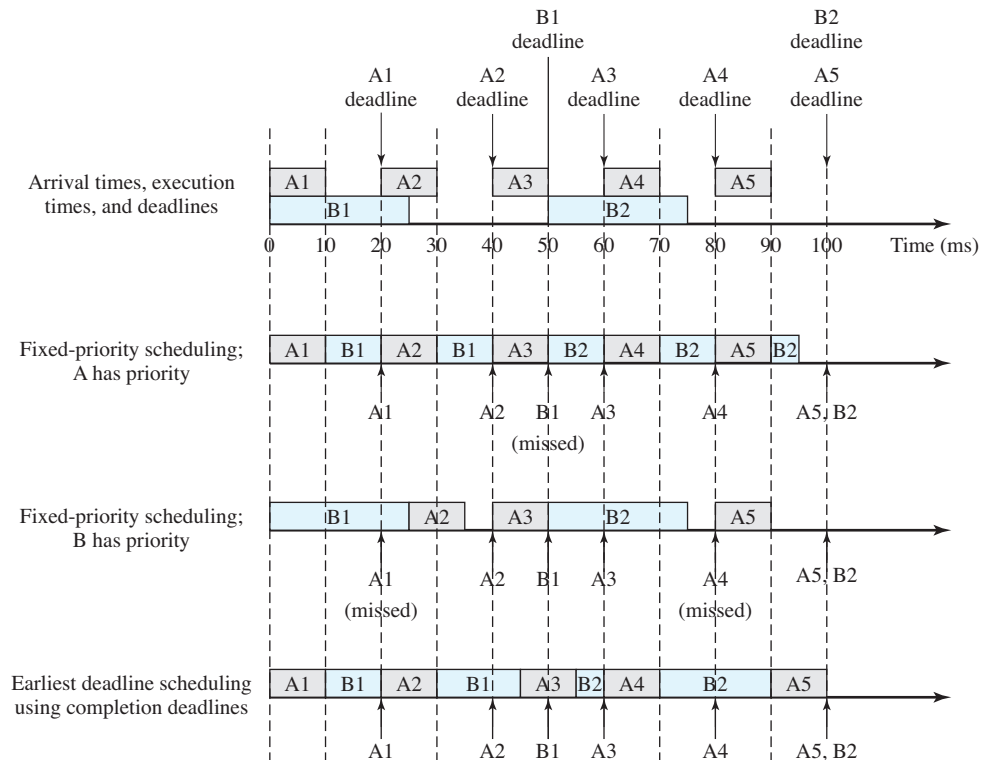 B1
deadline
B2
deadline
A1
deadline
A2
deadline
A3
deadline
A4
deadline
A5
deadline
Arrival times, execution
times, and deadlines
A1 A2 A3 A4 A5
B1 B2
0 10 20 30 40 50 60 70 80 90 100 Time (ms)
Fixed-priority scheduling;
A has priority
A1 B1 A2 B1 A3 B2 A4 B2 A5 B2
A1 A2 B1 A3 A4 A5, B2
(missed)
Fixed-priority scheduling;
B has priority
B1 A2 A3 B2 A5
A1 A2 B1 A3 A4 A5, B2
(missed) (missed)
Earliest deadline scheduling
using completion deadlines
A1 B1 A2 B1 A3 B2 A4 B2 A5
A1 A2 B1 A3 A4 A5, B2